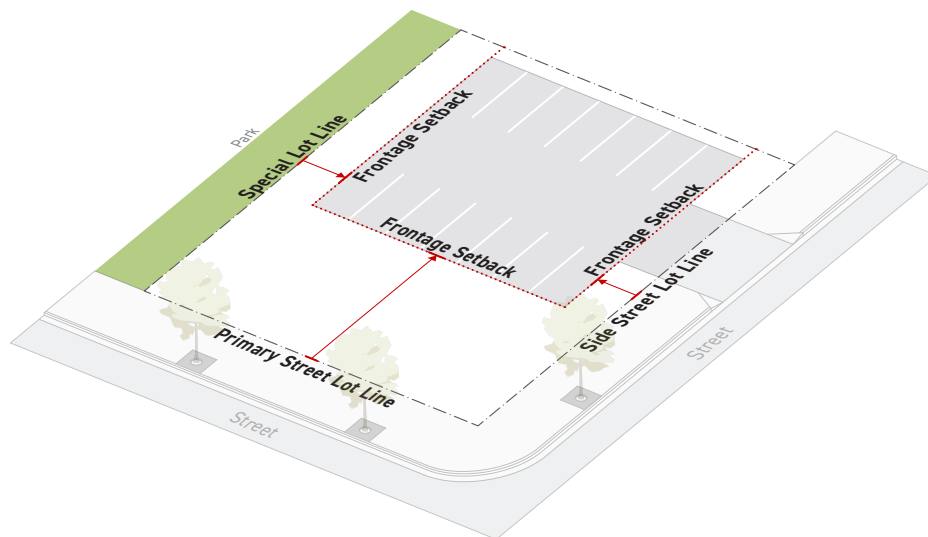 Park
Special Lot Line
Frontage Setback
Frontage Setback
Frontage Setback
Side Street Lot Line
Primary Street Lot Line
Street
Street